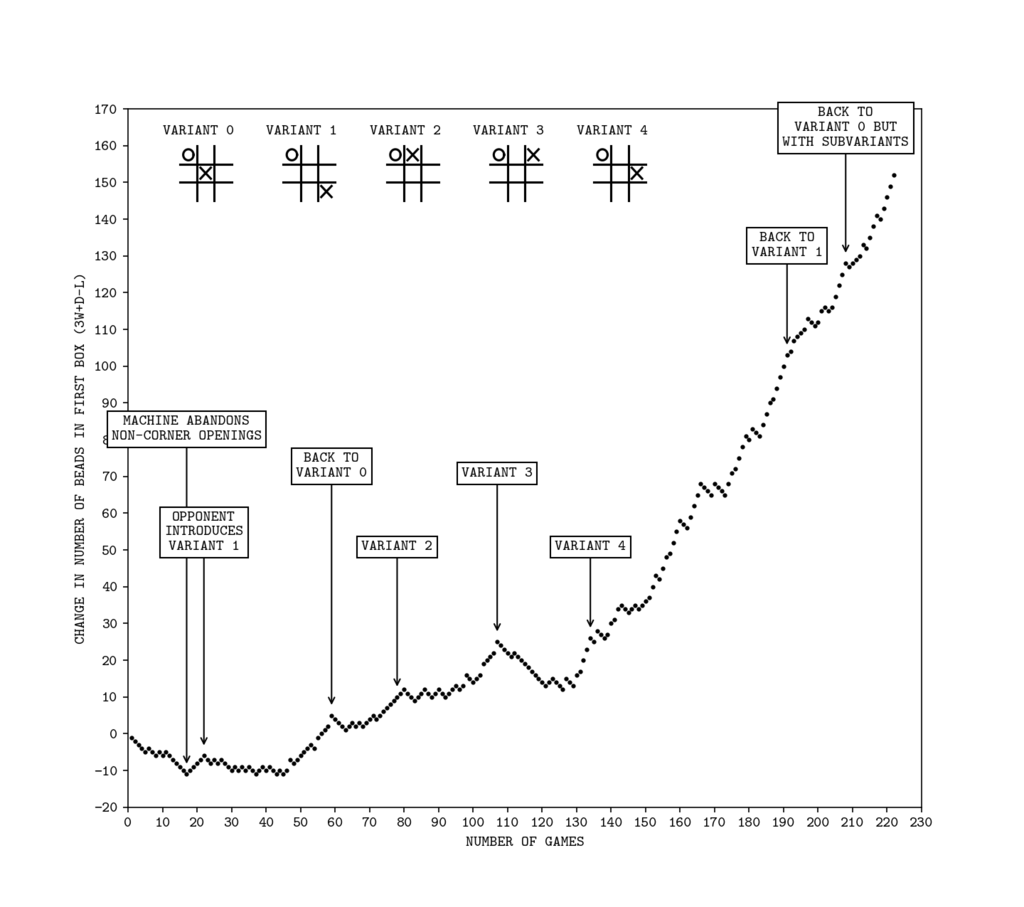 170
VARIANT 0 VARIANT 1 VARIANT 2 VARIANT 3 VARIANT 4
BACK TO
VARIANT 0 BUT
WITH SUBVARIANTS
160
150
140
BACK TO
VARIANT 1
130
120
110
100
90
MACHINE ABANDONS
NON-CORNER OPENINGS
BACK TO
VARIANT 0
VARIANT 3
70
60
OPPONENT
INTRODUCES
VARIANT 1
VARIANT 2
VARIANT 4
50
40
30
20
10
0
−10
−20
CHANGE IN NUMBER OF BEADS IN FIRST BOX (3W+D-L)
0 10 20 30 40 50 60 70 80 90 100 110 120 130 140 150 160 170 180 190 200 210 220 230
NUMBER OF GAMES